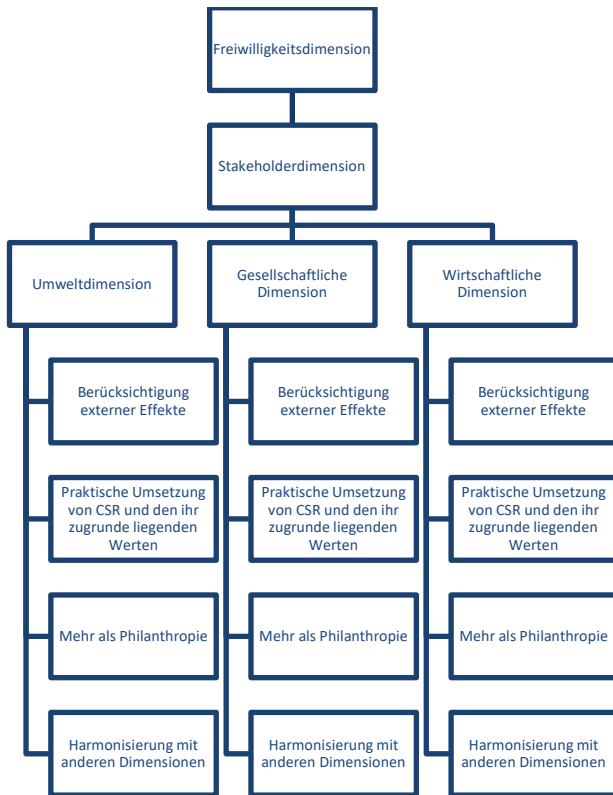 Freiwilligkeitsdimension
Stakeholderdimension
Umweltdimension
Gesellschaftliche
Dimension
Wirtschaftliche
Dimension
Berücksichtigung
externer Effekte
Berücksichtigung
externer Effekte
Berücksichtigung
externer Effekte
Praktische Umsetzung
von CSR und den ihr
zugrunde liegenden
Werten
Praktische Umsetzung
von CSR und den ihr
zugrunde liegenden
Werten
Praktische Umsetzung
von CSR und den ihr
zugrunde liegenden
Werten
Mehr als Philanthropie
Mehr als Philanthropie
Mehr als Philanthropie
Harmonisierung mit
anderen Dimensionen
Harmonisierung mit
anderen Dimensionen
Harmonisierung mit
anderen Dimensionen